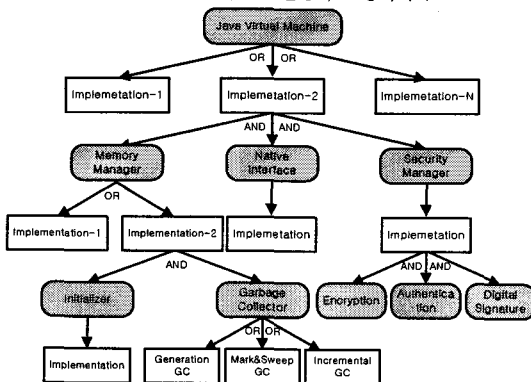 Java Virtual Machine
OR OR
Implemetation-1
Implemetation-2
Implemetation-N
AND AND
Memory
Manager
Native
Interface
Security
Manager
OR
Implementation-1
Implementation-2
Implemetation
Implemetation
AND
AND AND
Initializer
Garbage
Collector
Encryption
Authentica
tion
Digital
Signature
OR OR
Implementation
Generation
GC
Mark&Sweep
GC
Incremental
GC